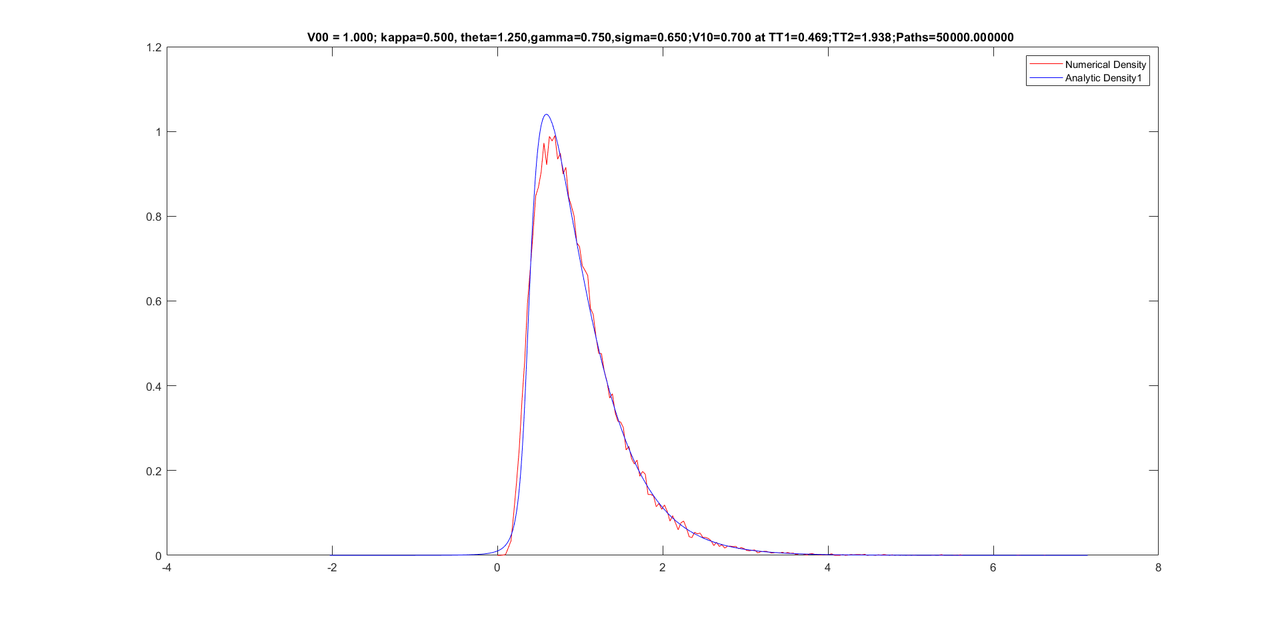 V00 = 1.000; kappa=0.500, theta=1.250,gamma=0.750,sigma=0.650;V10=0.700 at TT1=0.469;TT2=1.938;Paths=50000.000000
Numerical Density
Analytic Density1
1.2
1
0.8
0.6
0.4
0.2
0
-4 -2 0 2 4 6 8